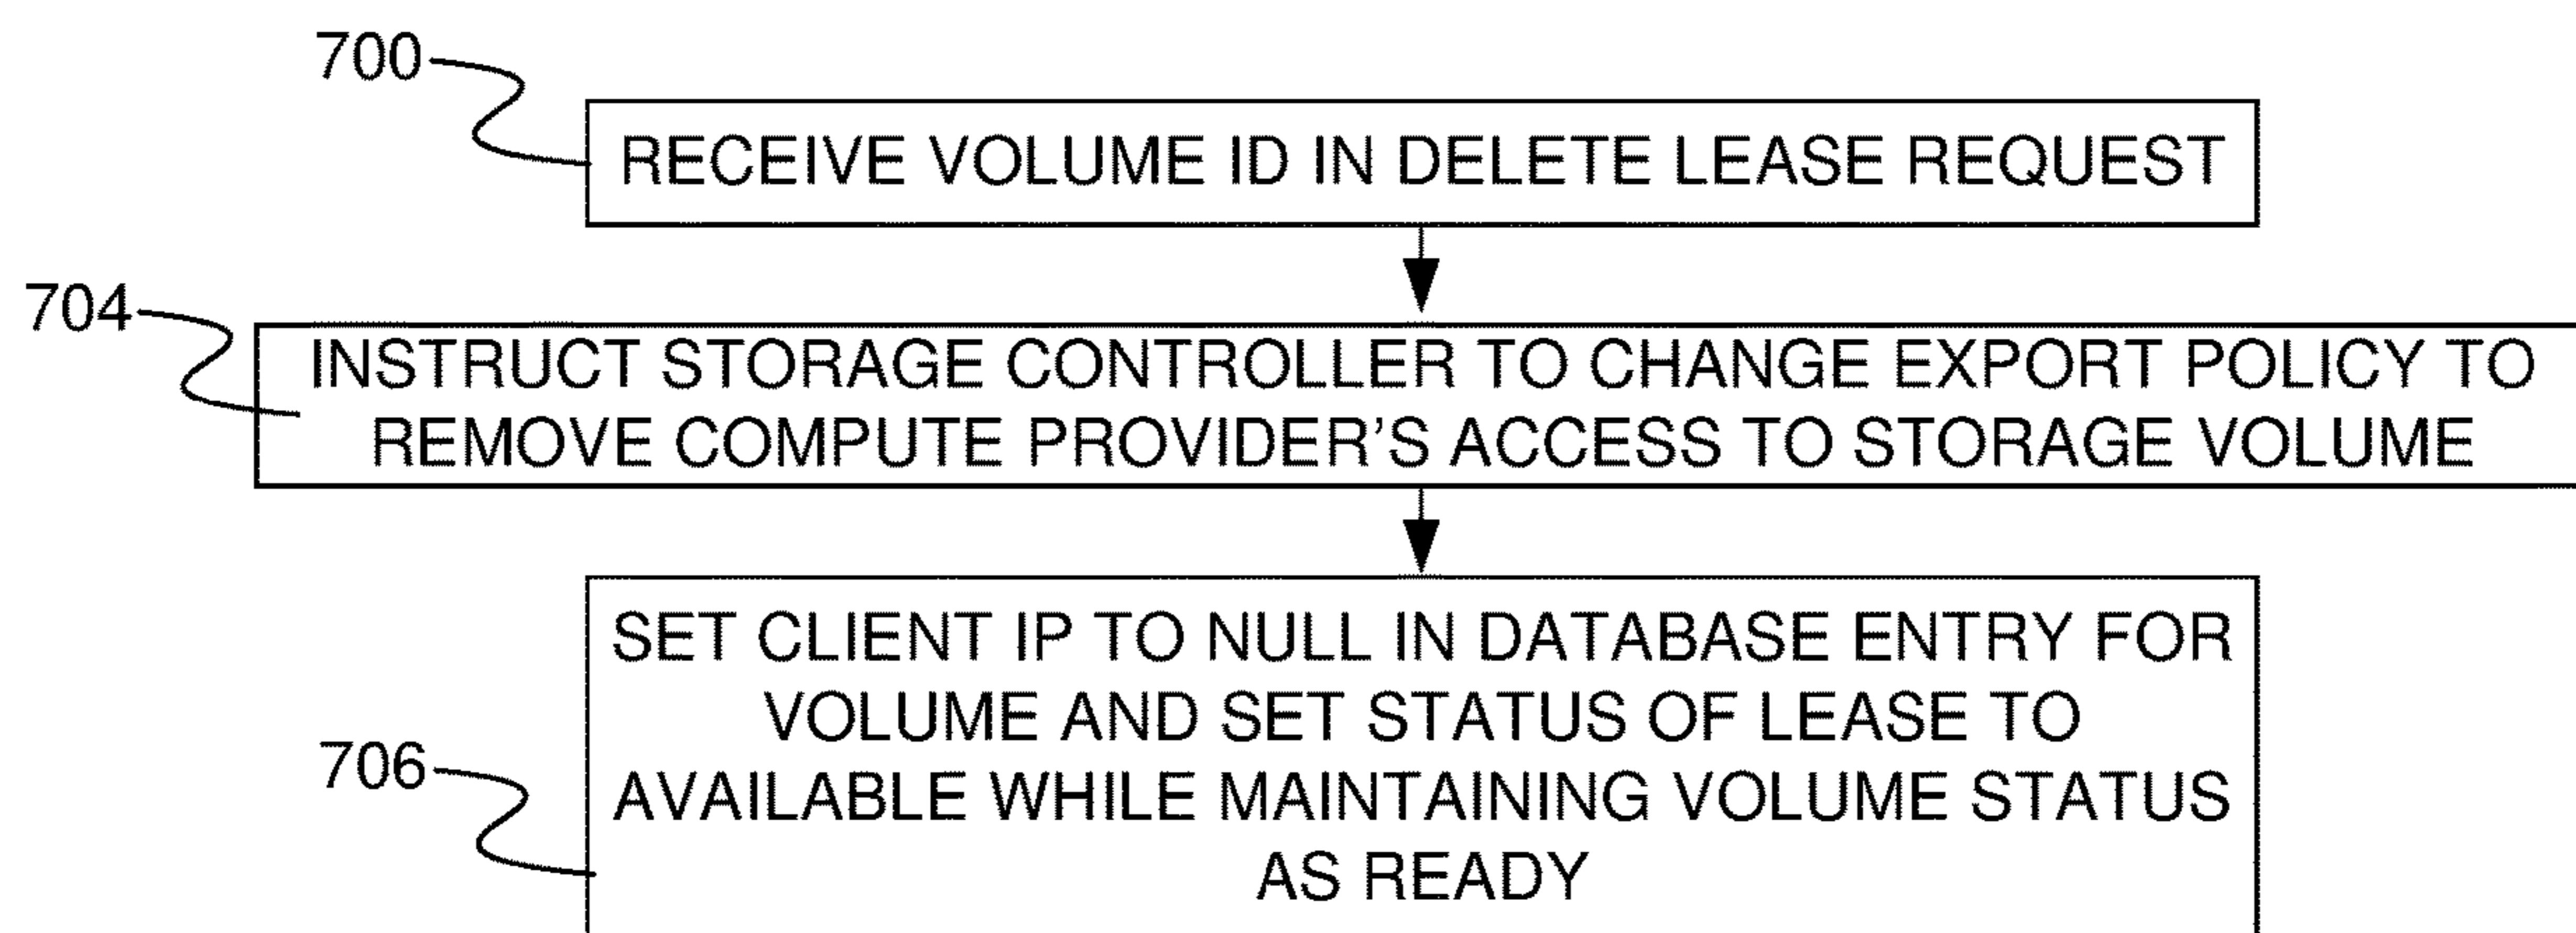 700
RECEIVE VOLUME ID IN DELETE LEASE REQUEST
704
INSTRUCT STORAGE CONTROLLER TO CHANGE EXPORT POLICY TO
REMOVE COMPUTE PROVIDER’S ACCESS TO STORAGE VOLUME
SET CLIENT IP TO NULL IN DATABASE ENTRY FOR
VOLUME AND SET STATUS OF LEASE TO
706
AVAILABLE WHILE MAINTAINING VOLUME STATUS
AS READY